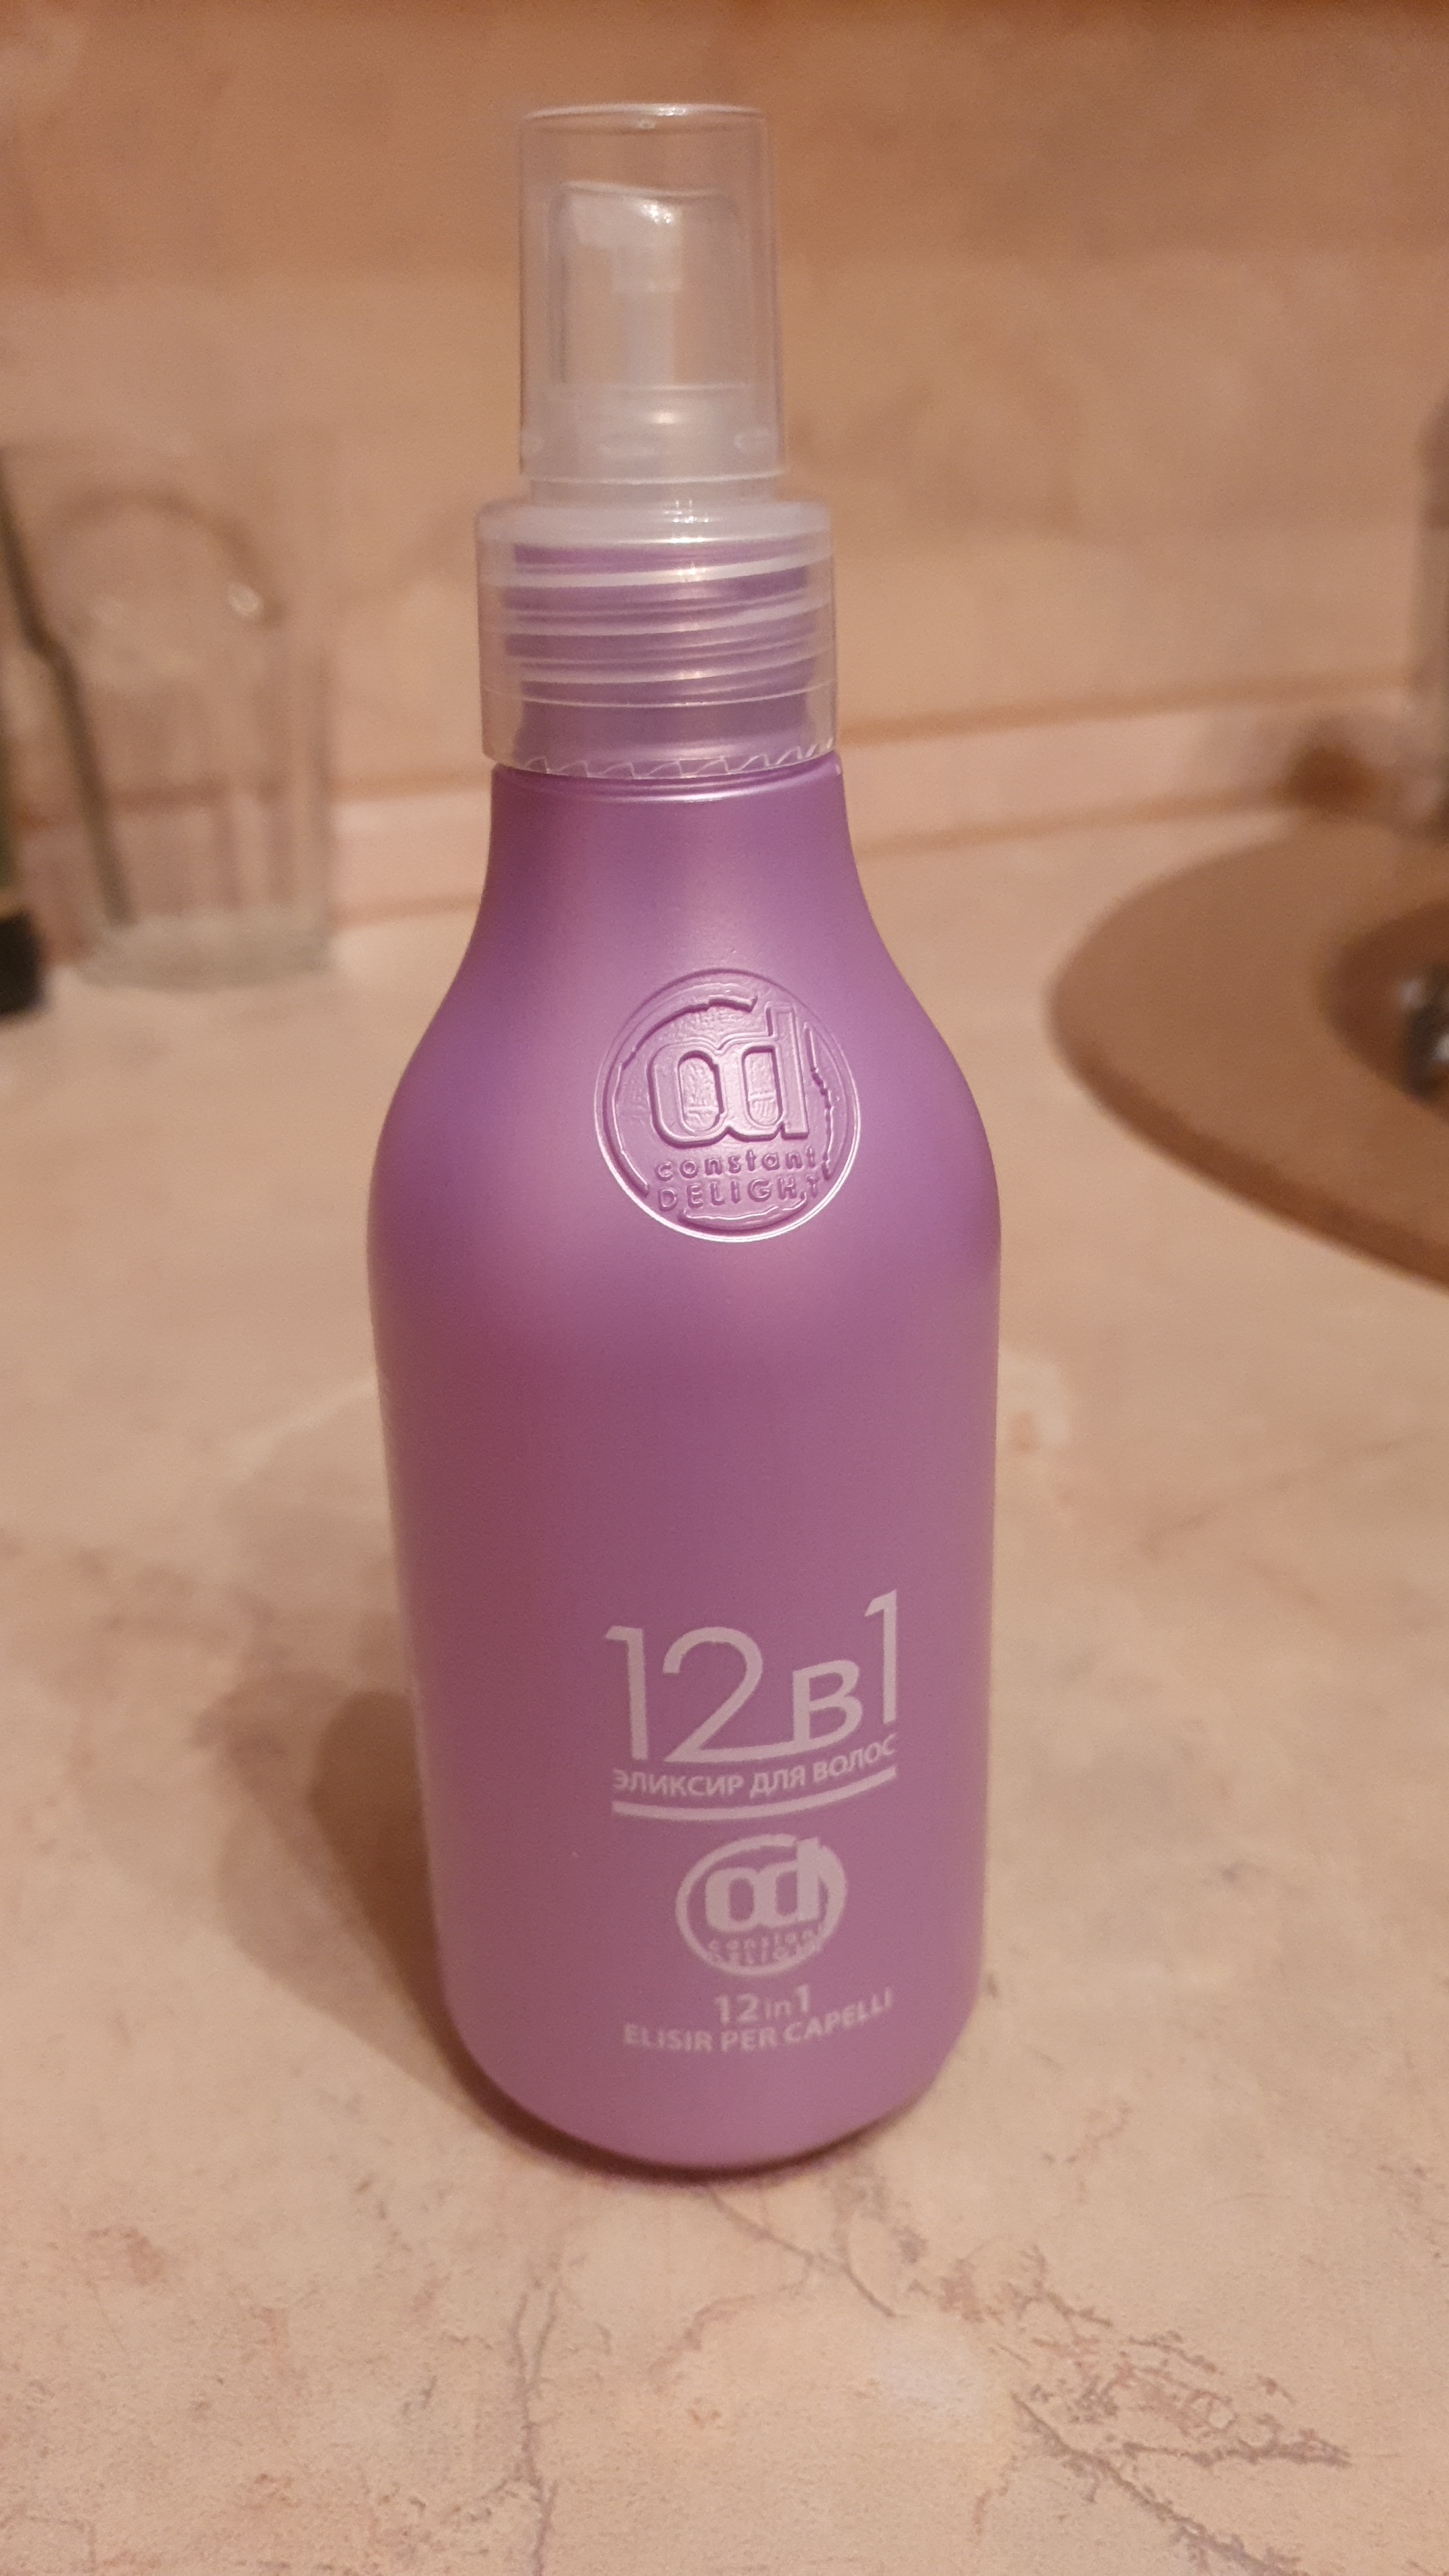 cd
constant
DELIGHT
12в1
ЭЛИКСИР ДЛЯ ВОЛОС
cd
constant
DELIGHT
12in1
ELISIR PER CAPELLI